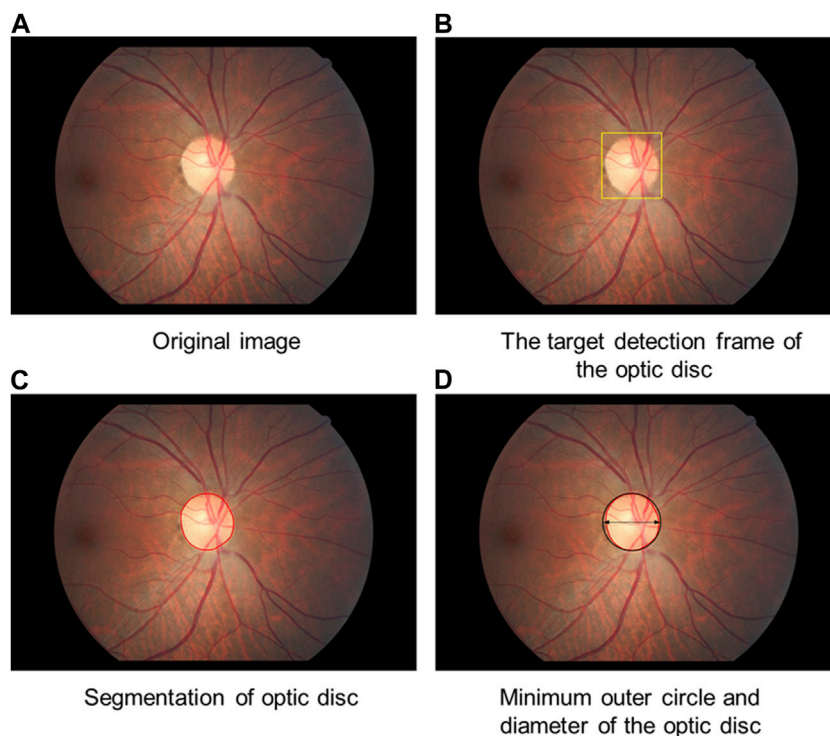 A
B
Original image
The target detection frame of
the optic disc
C
D
Segmentation of optic disc
Minimum outer circle and
diameter of the optic disc